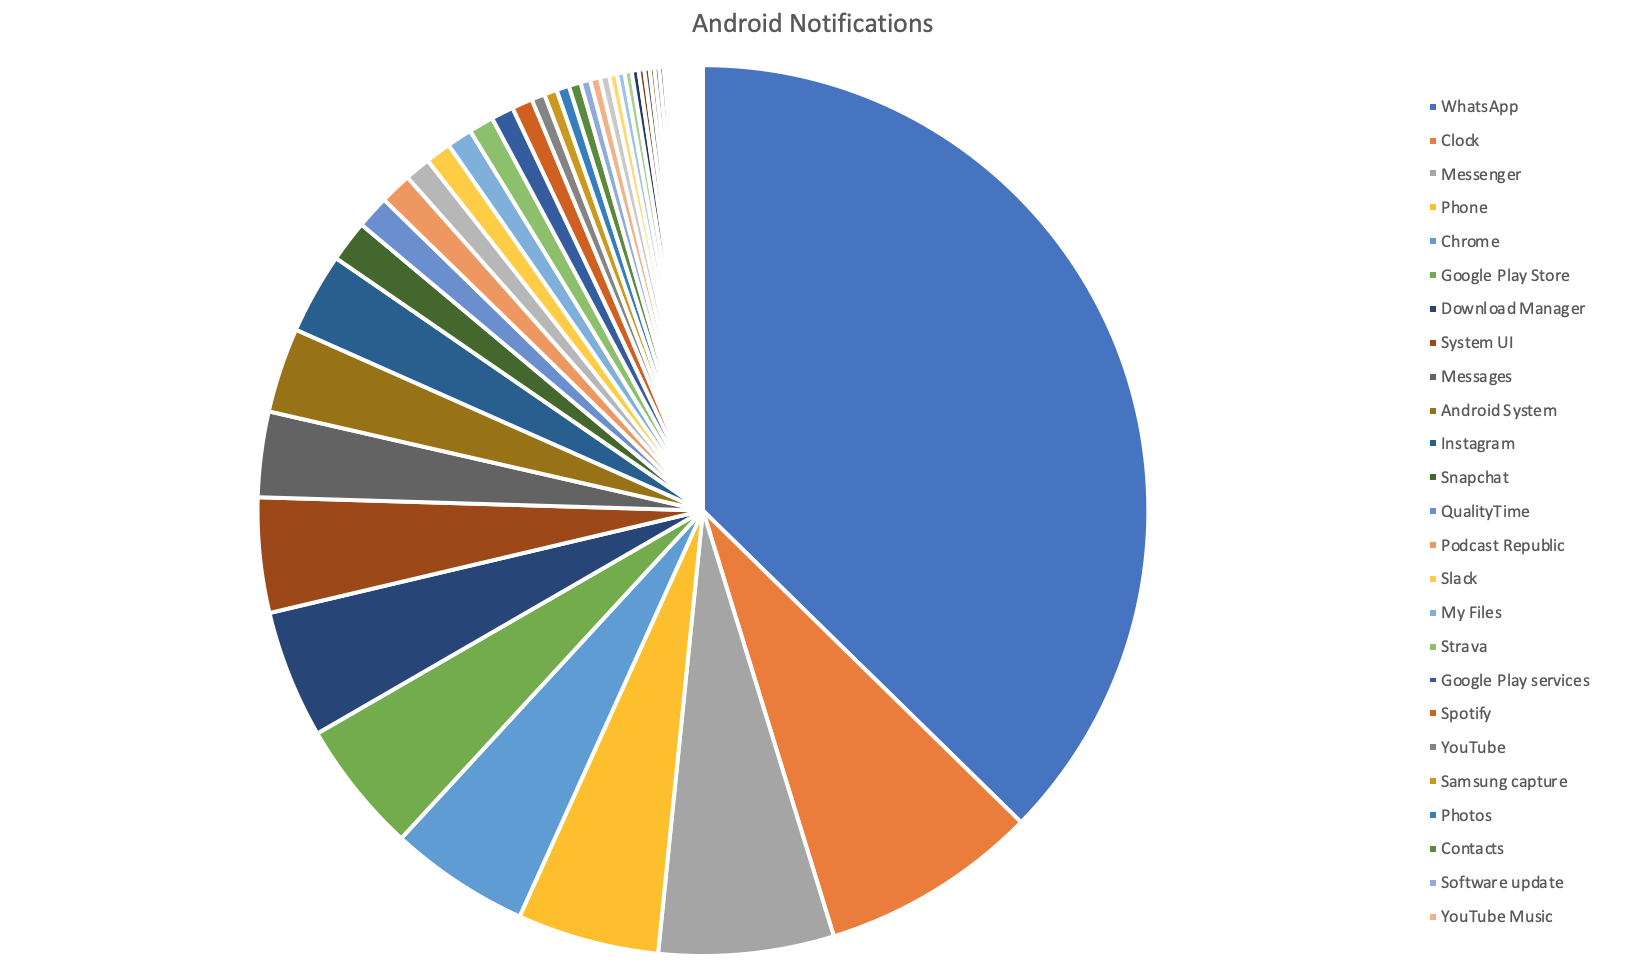 Android Notifications
WhatsApp
Clock
Messenger
Phone
Chrome
Google Play Store
Download Manager
System UI
Messages
Android System
Instagram
Snapchat
QualityTime
Podcast Republic
Slack
My Files
Strava
Google Play services
Spotify
YouTube
Samsung capture
Photos
Contacts
Software update
YouTube Music